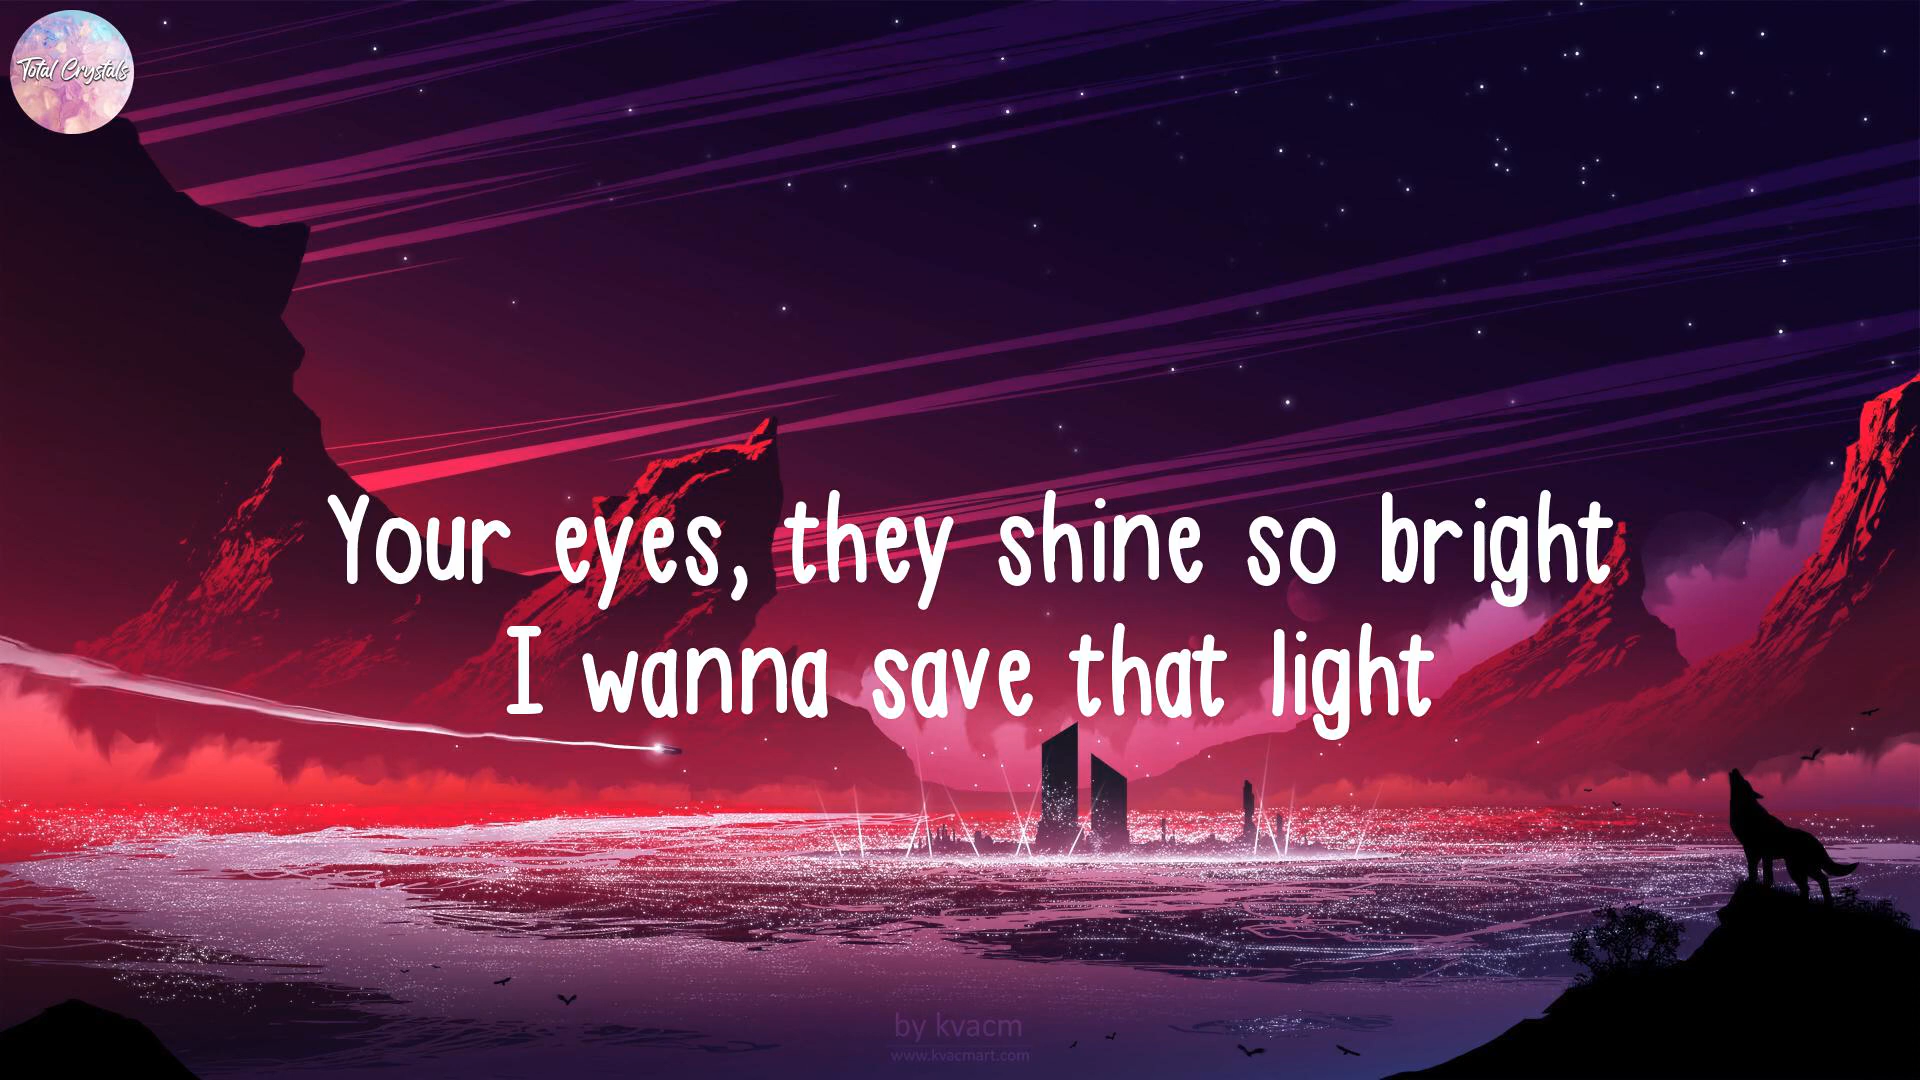 Total Crystals
Your eyes, they shine so bright
I wanna save that light
by kvacm
www.kvacmart.com